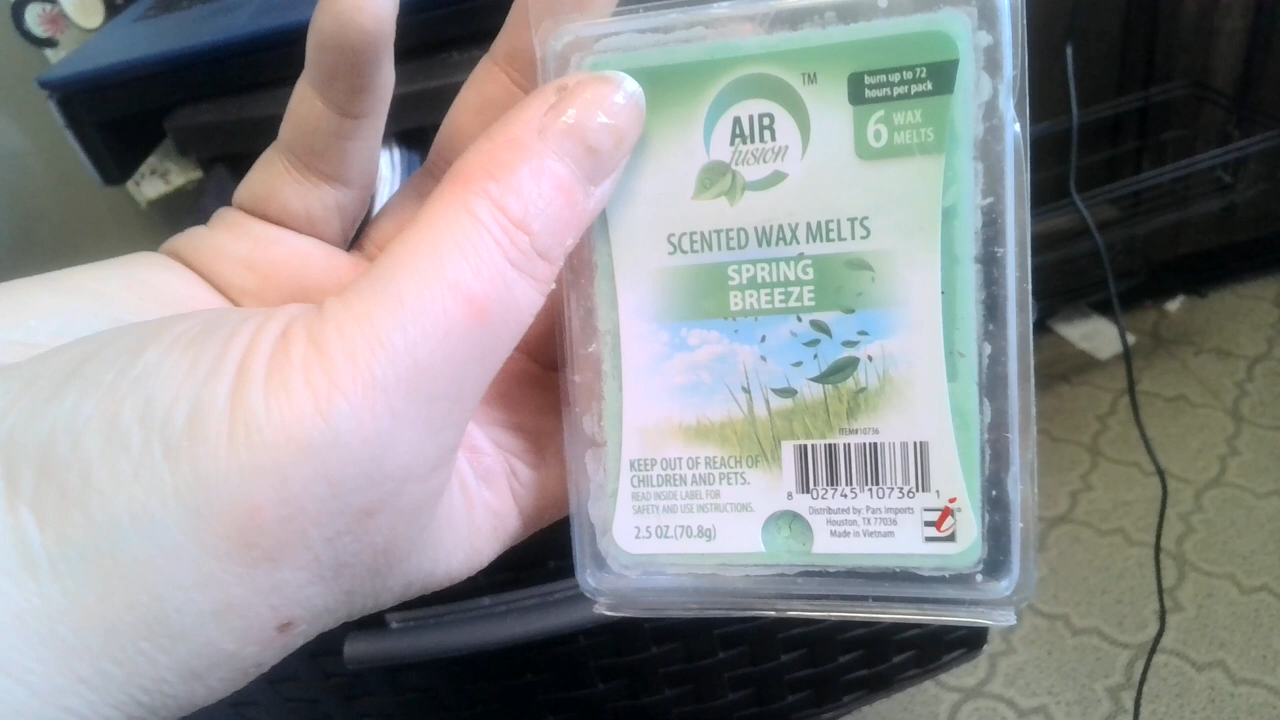 AIR
fusion
TM
burn up to 72
hours per pack
6 WAX
MELTS
SCENTED WAX MELTS
SPRING
BREEZE
ITEM#10736
KEEP OUT OF REACH OF
CHILDREN AND PETS.
READ INSIDE LABEL FOR
SAFETY AND USE INSTRUCTIONS.
2.5 OZ.(70.8g)
8 02745 10736 1
Distributed by: Pars Imports
Houston, TX 77036
Made in Vietnam